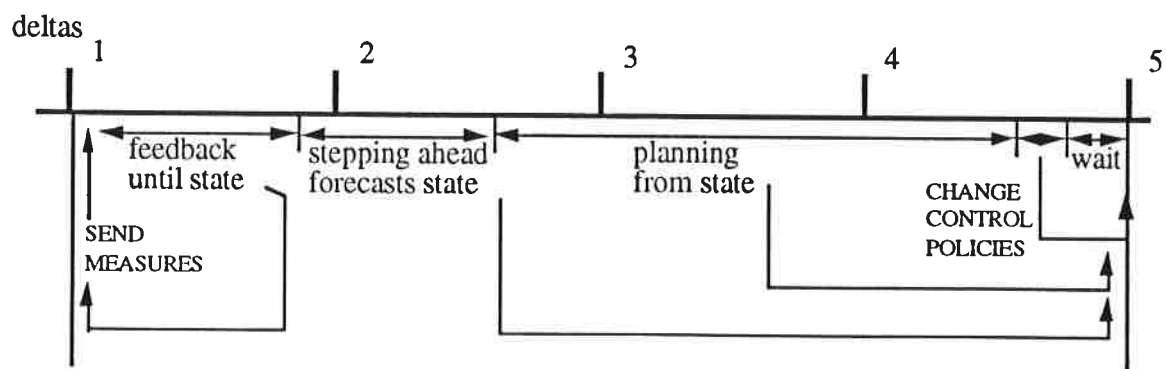 deltas
1 2 3 4 5
feedback
until state
stepping ahead
forecasts state
planning
from state
wait
CHANGE
CONTROL
POLICIES
SEND
MEASURES